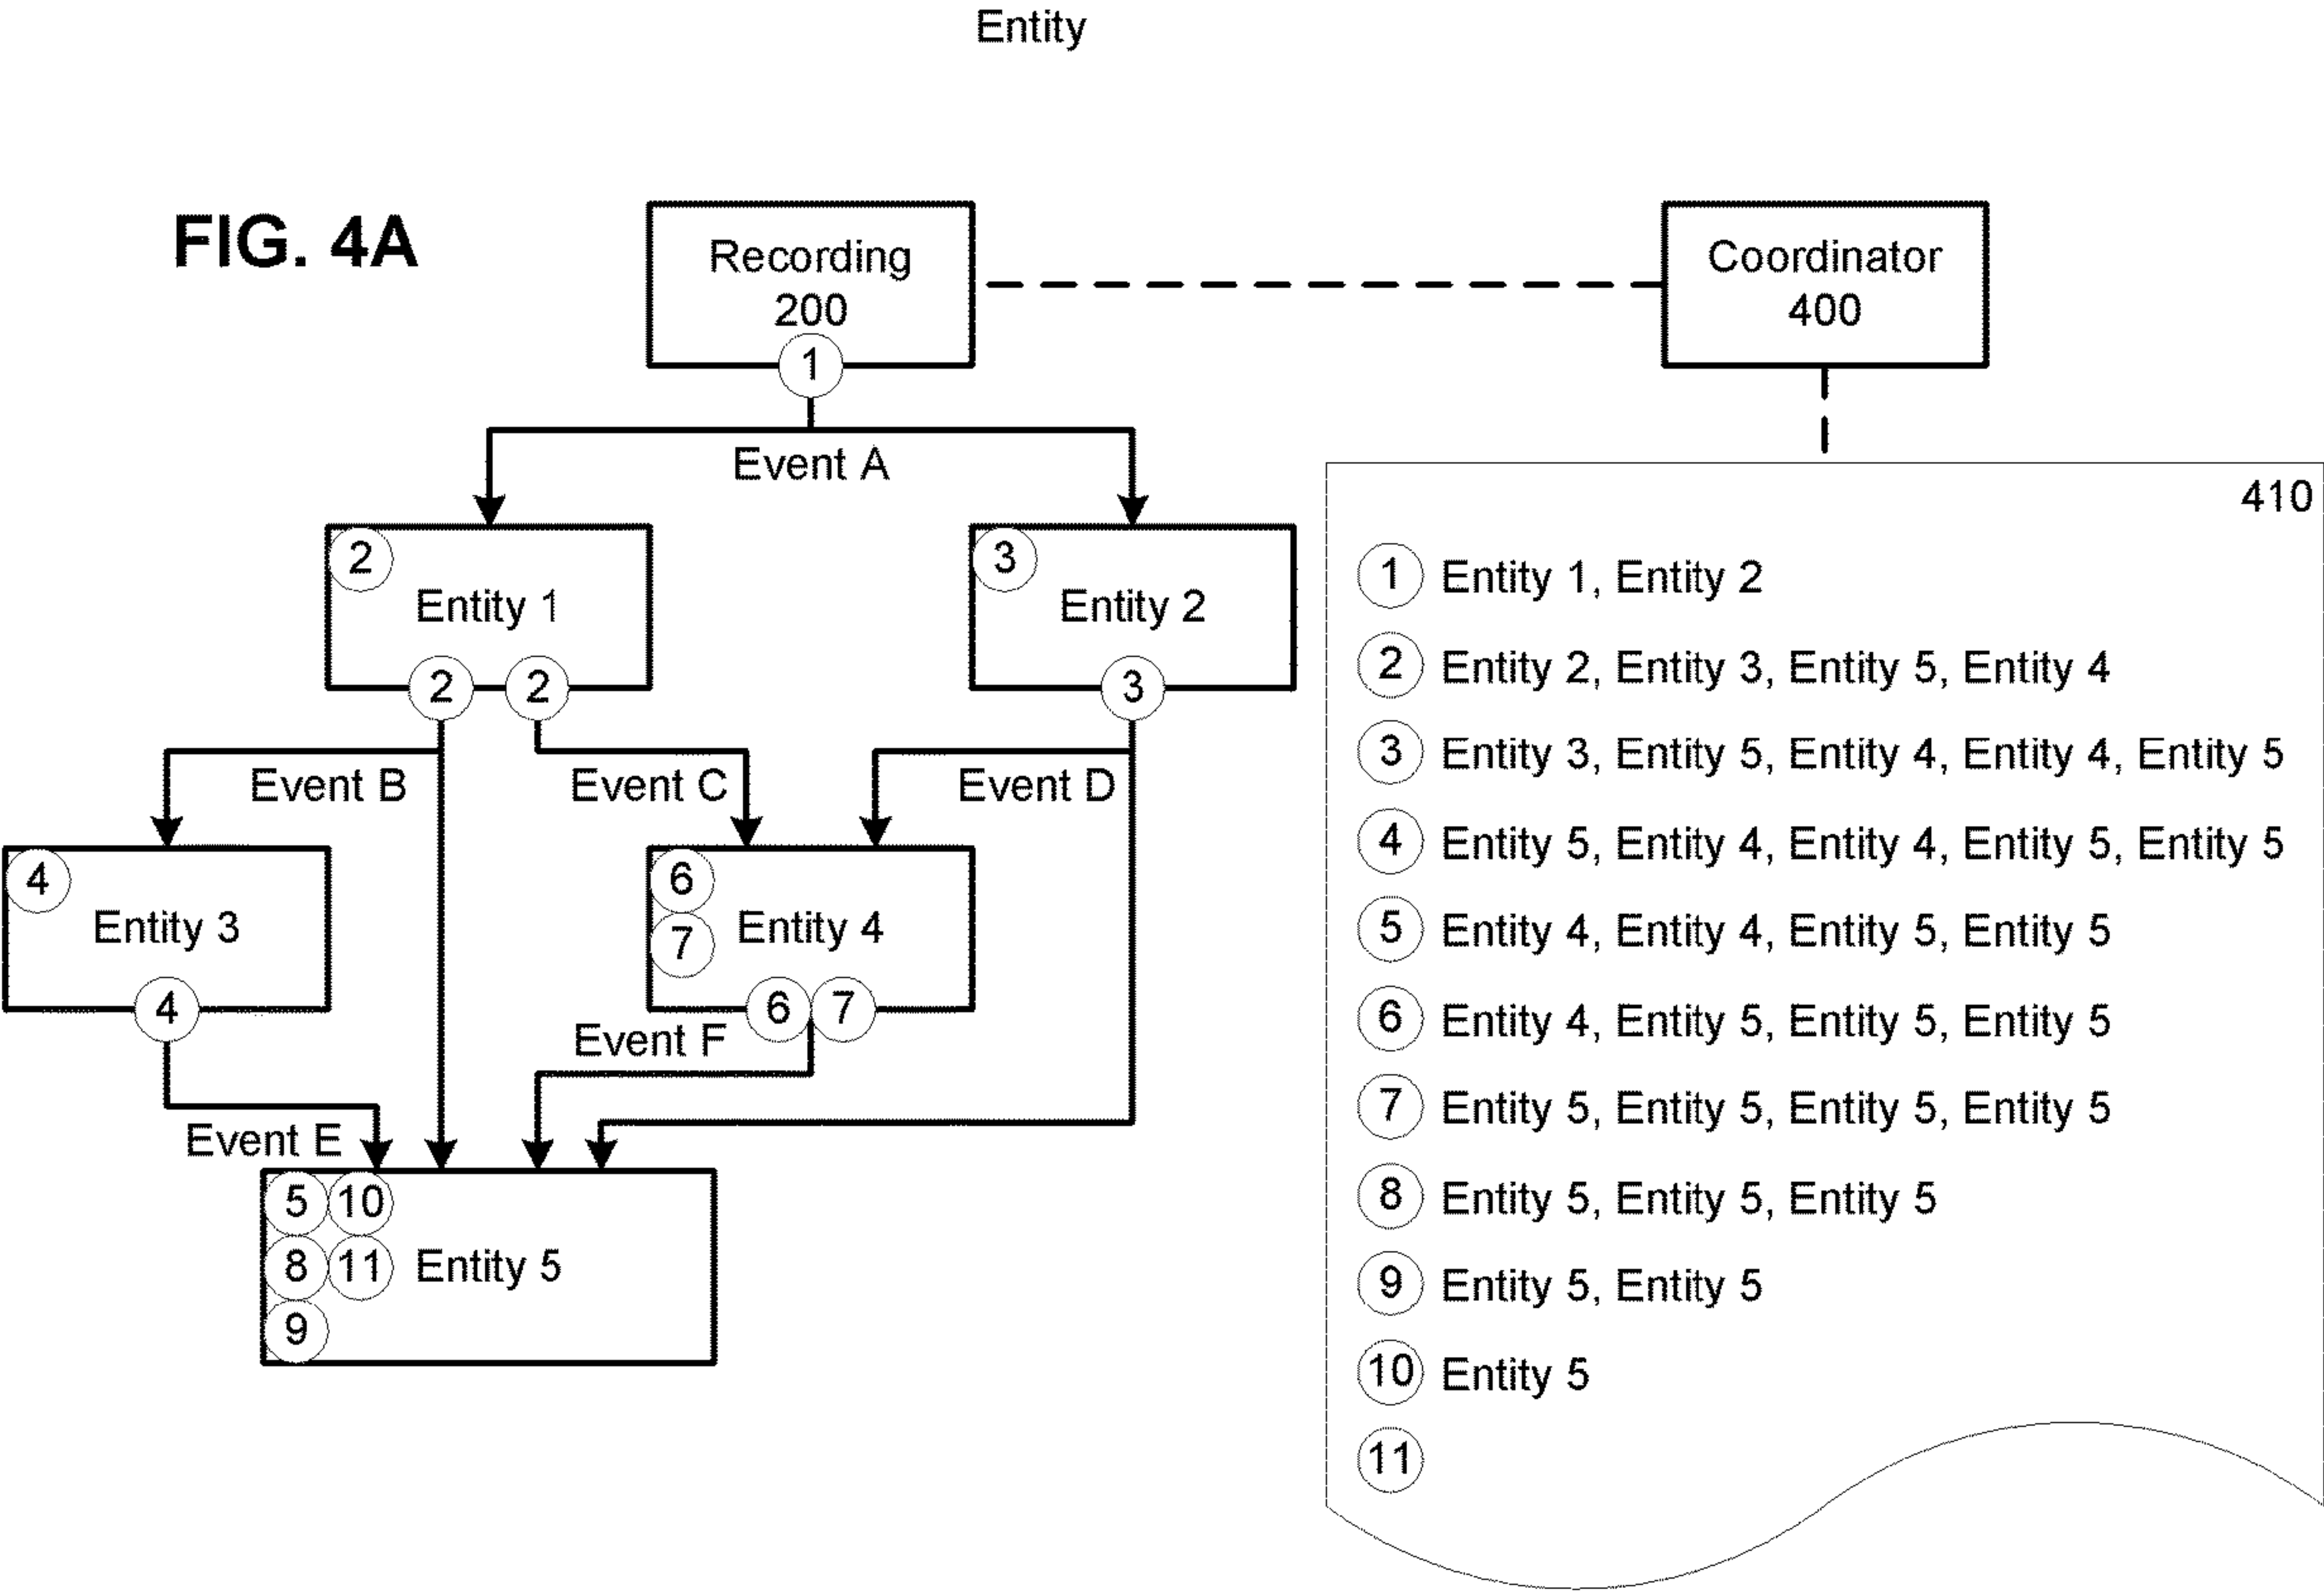 Entity
FIG. 4A
Recording
200
1
Coordinator
400
Event A
410
2
Entity 1
2 2
3
Entity 2
3
Event B
Event C
Event D
4
Entity 3
4
6
7
Entity 4
6 7
Event F
Event E
5 10
8 11
9
Entity 5
1 Entity 1, Entity 2
2 Entity 2, Entity 3, Entity 5, Entity 4
3 Entity 3, Entity 5, Entity 4, Entity 4, Entity 5
4 Entity 5, Entity 4, Entity 4, Entity 5, Entity 5
5 Entity 4, Entity 4, Entity 5, Entity 5
6 Entity 4, Entity 5, Entity 5, Entity 5
7 Entity 5, Entity 5, Entity 5, Entity 5
8 Entity 5, Entity 5, Entity 5
9 Entity 5, Entity 5
10 Entity 5
11